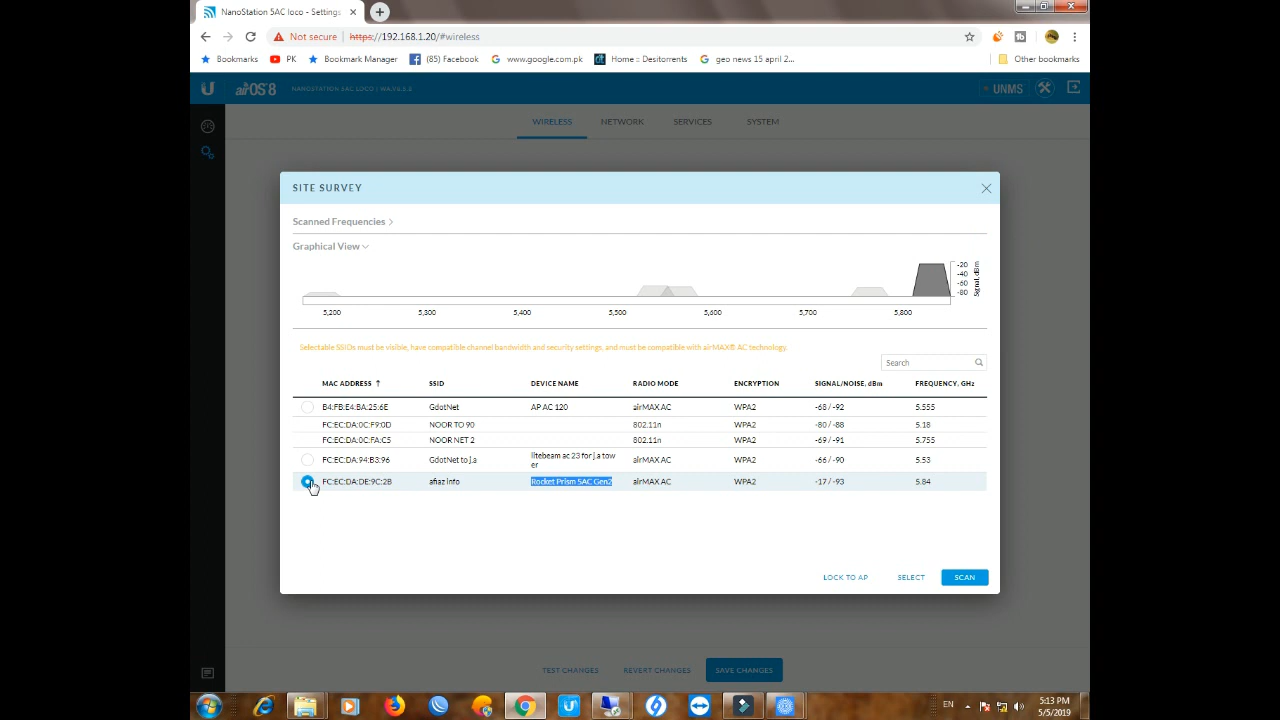 NanoStation 5AC loco - Settings
Not secure
https://192.168.1.20/#wireless
Bookmarks
PK
Bookmark Manager
(85) Facebook
www.google.com.pk
Home :: Desitorrents
geo news 15 april 2...
Other bookmarks
airOS 8
UNMS
WIRELESS
NETWORK
SERVICES
SYSTEM
SITE SURVEY
Scanned Frequencies
Graphical View
-20
-40
-60
-80
Signal, dBm
5,200 5,300 5,400 5,500 5,600 5,700 5,800
Selectable SSIDs must be visible, have compatible channel bandwidth and security settings, and must be compatible with airMAX® AC technology.
Search
MAC ADDRESS SSID DEVICE NAME RADIO MODE ENCRYPTION SIGNAL/NOISE, dBm FREQUENCY, GHz
B4:FB:E4:BA:25:6E GdotNet AP AC 120 airMAX AC WPA2 -68 / -92 5.555
FC:EC:DA:0C:F9:0D NOOR TO 90 802.11n WPA2 -80 / -88 5.18
FC:EC:DA:0C:FA:C5 NOOR NET 2 802.11n WPA2 -69 / -91 5.755
FC:EC:DA:94:B3:96 GdotNet to j.a litebeam ac 23 for j.a tow
er airMAX AC WPA2 -66 / -90 5.53
FC:EC:DA:DE:9C:2B afiaz info Rocket Prism 5AC Gen2 airMAX AC WPA2 -17 / -93 5.84
LOCK TO AP
SELECT
SCAN
TEST CHANGES
REVERT CHANGES
SAVE CHANGES
EN
5:13 PM
5/5/2019